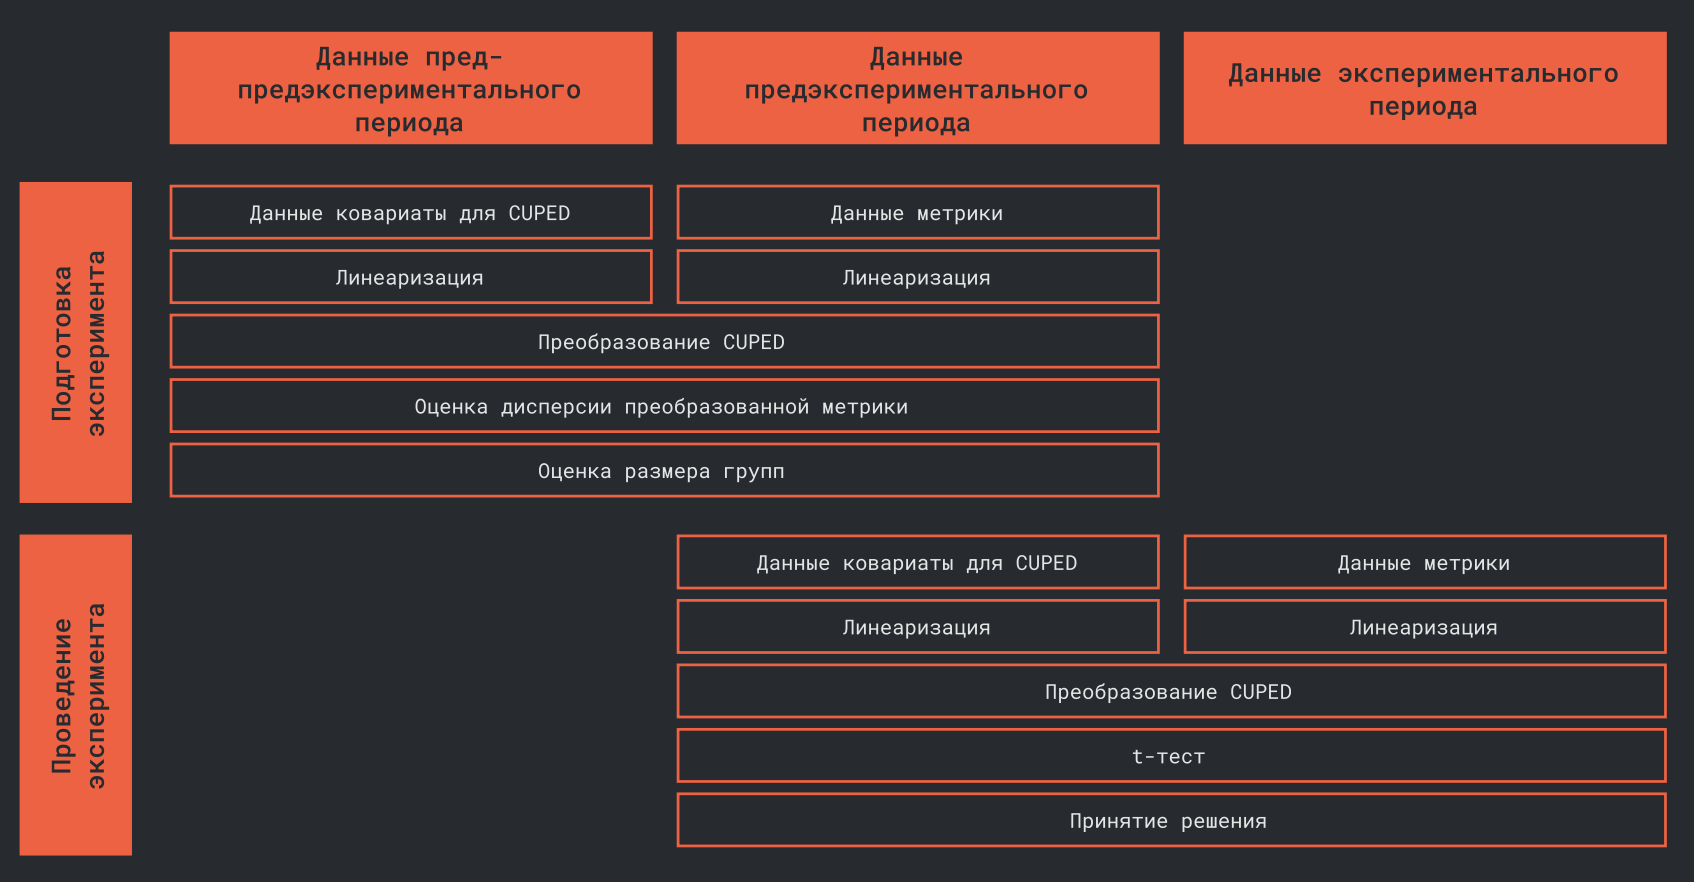 Данные пред-
предэкспериментального
периода
Данные
предэкспериментального
периода
Данные экспериментального
периода
Подготовка
эксперимента
Данные ковариаты для CUPED
Данные метрики
Линеаризация
Линеаризация
Преобразование CUPED
Оценка дисперсии преобразованной метрики
Оценка размера групп
Проведение
эксперимента
Данные ковариаты для CUPED
Данные метрики
Линеаризация
Линеаризация
Преобразование CUPED
t-тест
Принятие решения